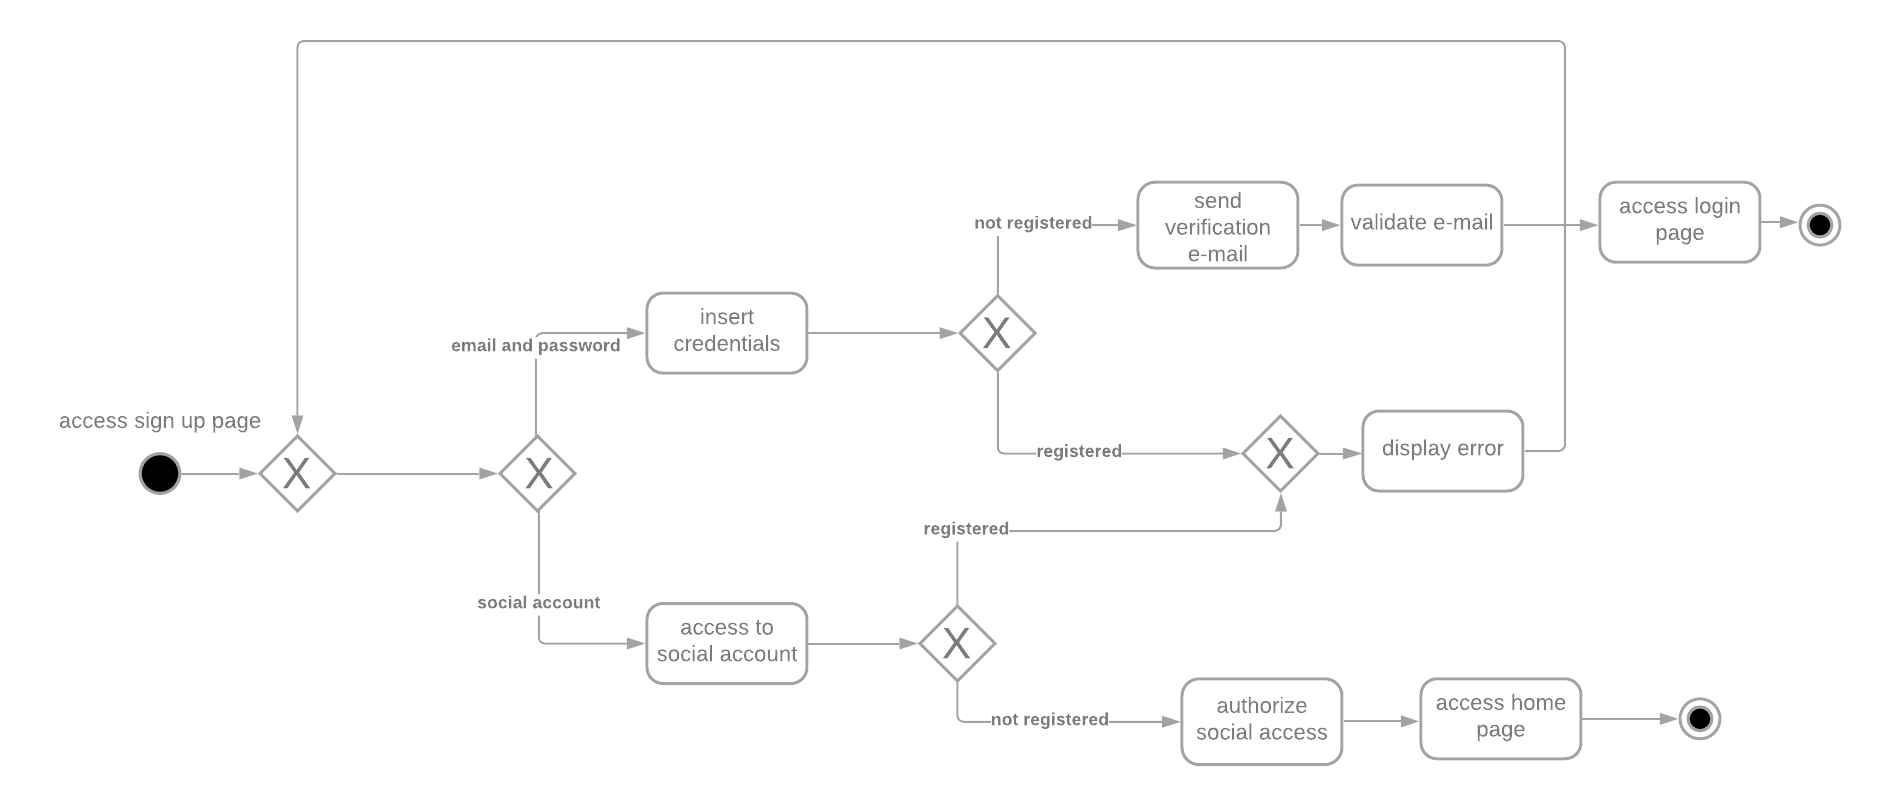 access sign up page
X
X
email and password
insert
credentials
X
not registered
send
verification
e-mail
validate e-mail
access login
page
registered
X
display error
social account
access to
social account
X
registered
not registered
authorize
social access
access home
page